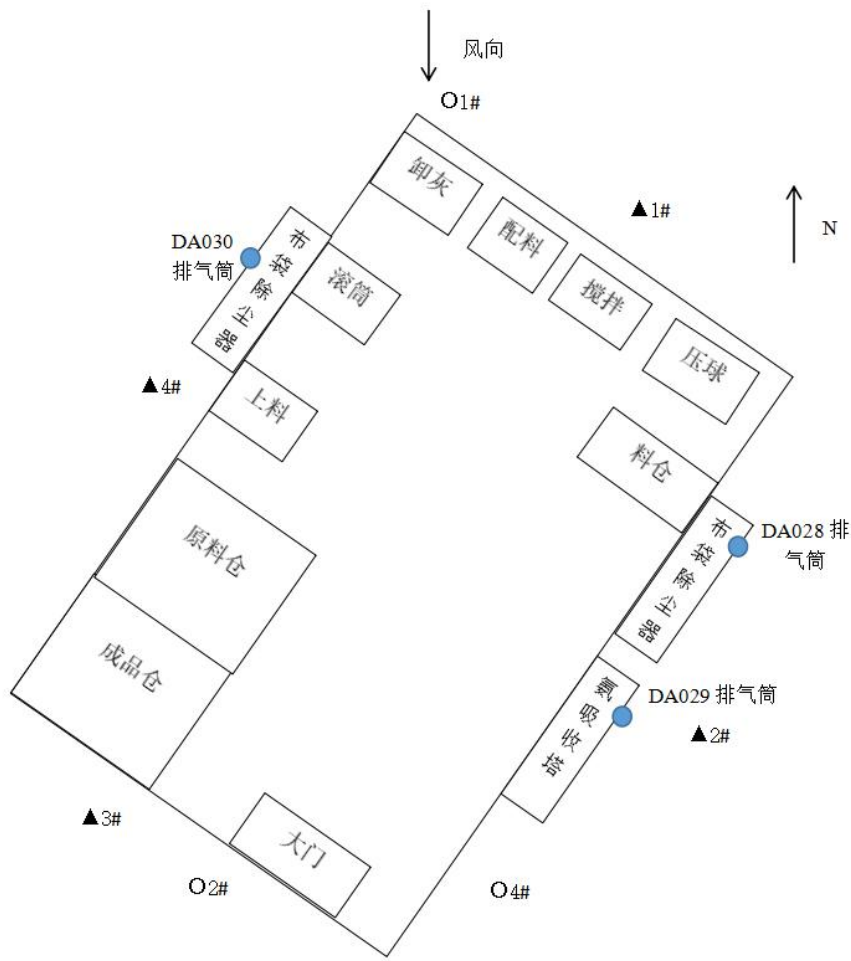 风向
O1#
卸灰
▲1#
配料
N
DA030
排气筒
布袋除尘器
滚筒
搅拌
压球
▲4#
上料
料仓
布袋除尘器
DA028 排
气筒
原料仓
成品仓
氨吸收塔
DA029 排气筒
▲2#
▲3#
大门
O2#
O4#